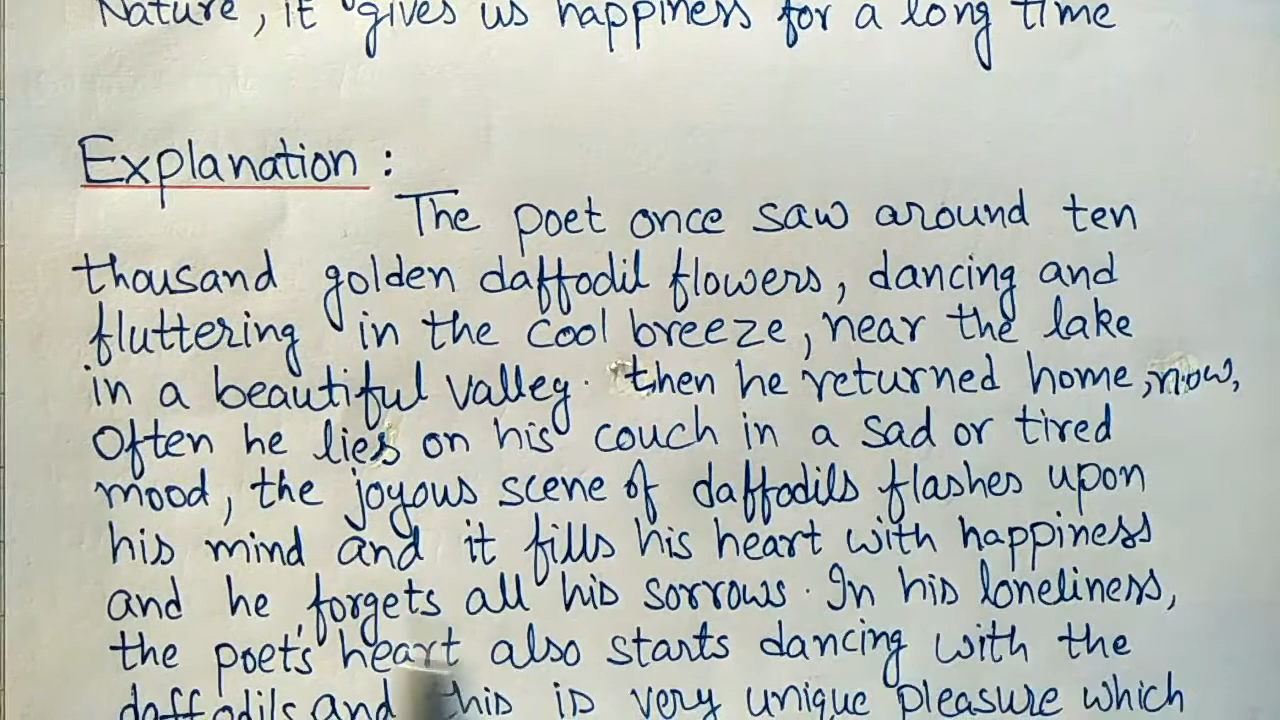 Nature, it gives us happiness for a long time
Explanation :
The poet once saw around ten
thousand golden daffodil flowers, dancing and
fluttering in the cool breeze, near the lake
in a beautiful valley. then he returned home, now,
Often he lies on his couch in a sad or tired
mood, the joyous scene of daffodils flashes upon
his mind and it fills his heart with happiness
and he forgets all his sorrows. In his loneliness,
the poet's heart also starts dancing with the
daffodils and this is very unique pleasure which